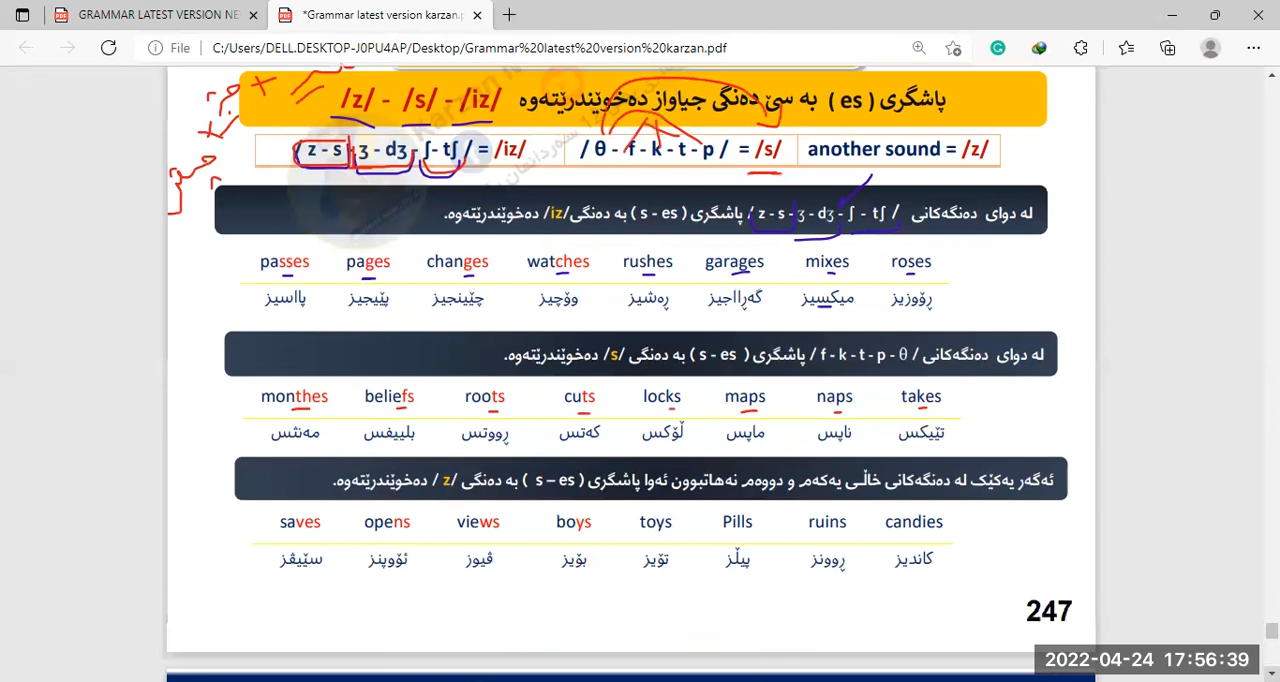 GRAMMAR LATEST VERSION NE
*Grammar latest version karzan.p
File C:/Users/DELL.DESKTOP-J0PU4AP/Desktop/Grammar%20latest%20version%20karzan.pdf
پاشگری ( es ) بە سێ دەنگی جیاواز دەخوێندرێتەوە /z/ - /s/ - /iz/
/ z - s - ʒ - dʒ - ʃ - tʃ / = /iz/
/ θ - f - k - t - p / = /s/
another sound = /z/
لە دوای دەنگەکانی / z - s - ʒ - dʒ - ʃ - tʃ / پاشگری ( s - es ) بە دەنگی /iz/ دەخوێندرێتەوە.
passes pages changes watches rushes garages mixes roses
پااسیز پێیجیز چێینجیز وۆچیز ڕەشیز گەڕااجیز میکسیز ڕۆوزیز
لە دوای دەنگەکانی / f - k - t - p - θ / پاشگری ( s - es ) بە دەنگی /s/ دەخوێندرێتەوە.
monthes beliefs roots cuts locks maps naps takes
مەنثس بلییفس ڕووتس کەتس لۆکس ماپس ناپس تێیکس
ئەگەر یەکێک لە دەنگەکانی خاڵی یەکەم و دووەم نەهاتبوون ئەوا پاشگری ( s – es ) بە دەنگی /z / دەخوێندرێتەوە.
saves opens views boys toys Pills ruins candies
سێیڤز ئۆوپنز ڤیوز بۆیز تۆیز پیڵز ڕوونز کاندیز
247
2022-04-24 17:56:39